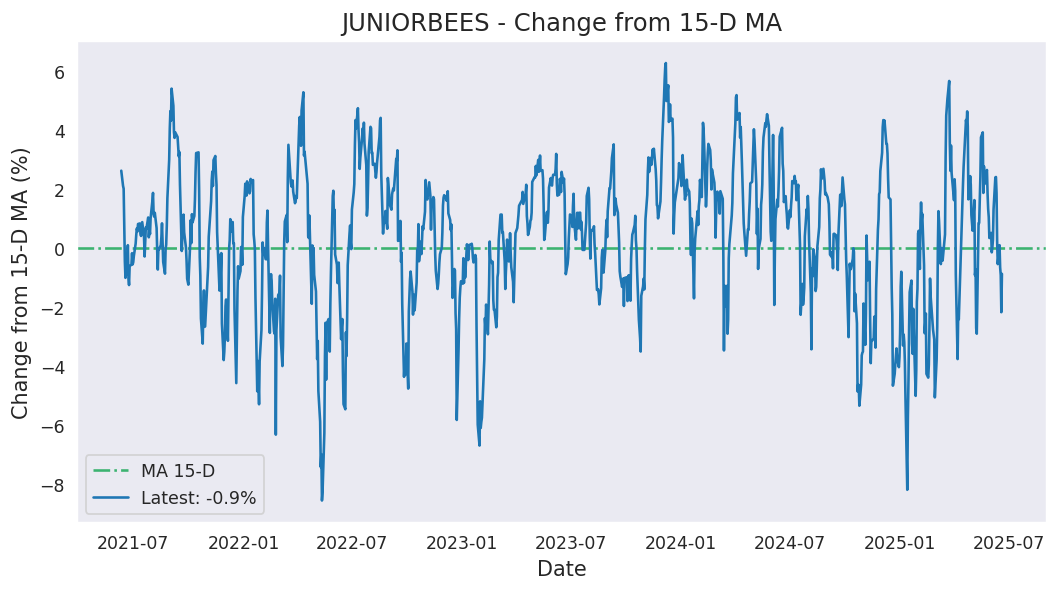 JUNIORBEES - Change from 15-D MA
Change from 15-D MA (%)
6
4
2
0
−2
−4
−6
−8
MA 15-D
Latest: -0.9%
2021-07 2022-01 2022-07 2023-01 2023-07 2024-01 2024-07 2025-01 2025-07
Date